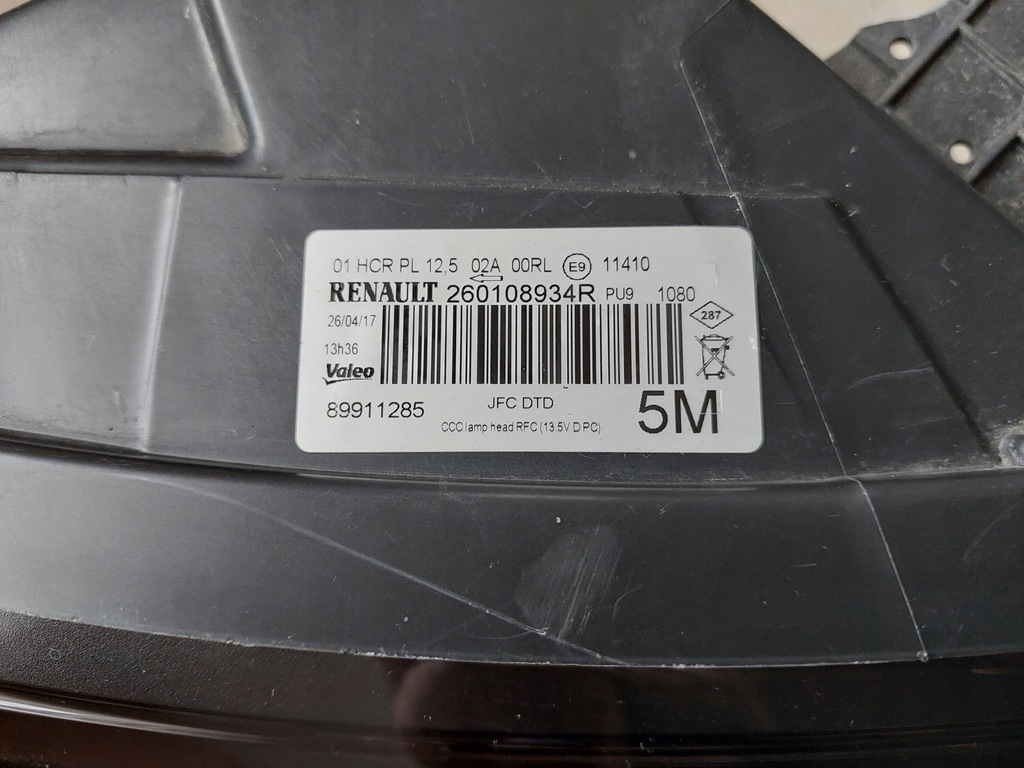 01 HCR PL 12,5 02A 00RL E9 11410
RENAULT 260108934R PU9 1080
26/04/17
287
13h36
Valeo
89911285
JFC DTD
5M
CCC lamp head RFC (13.5V D PC)